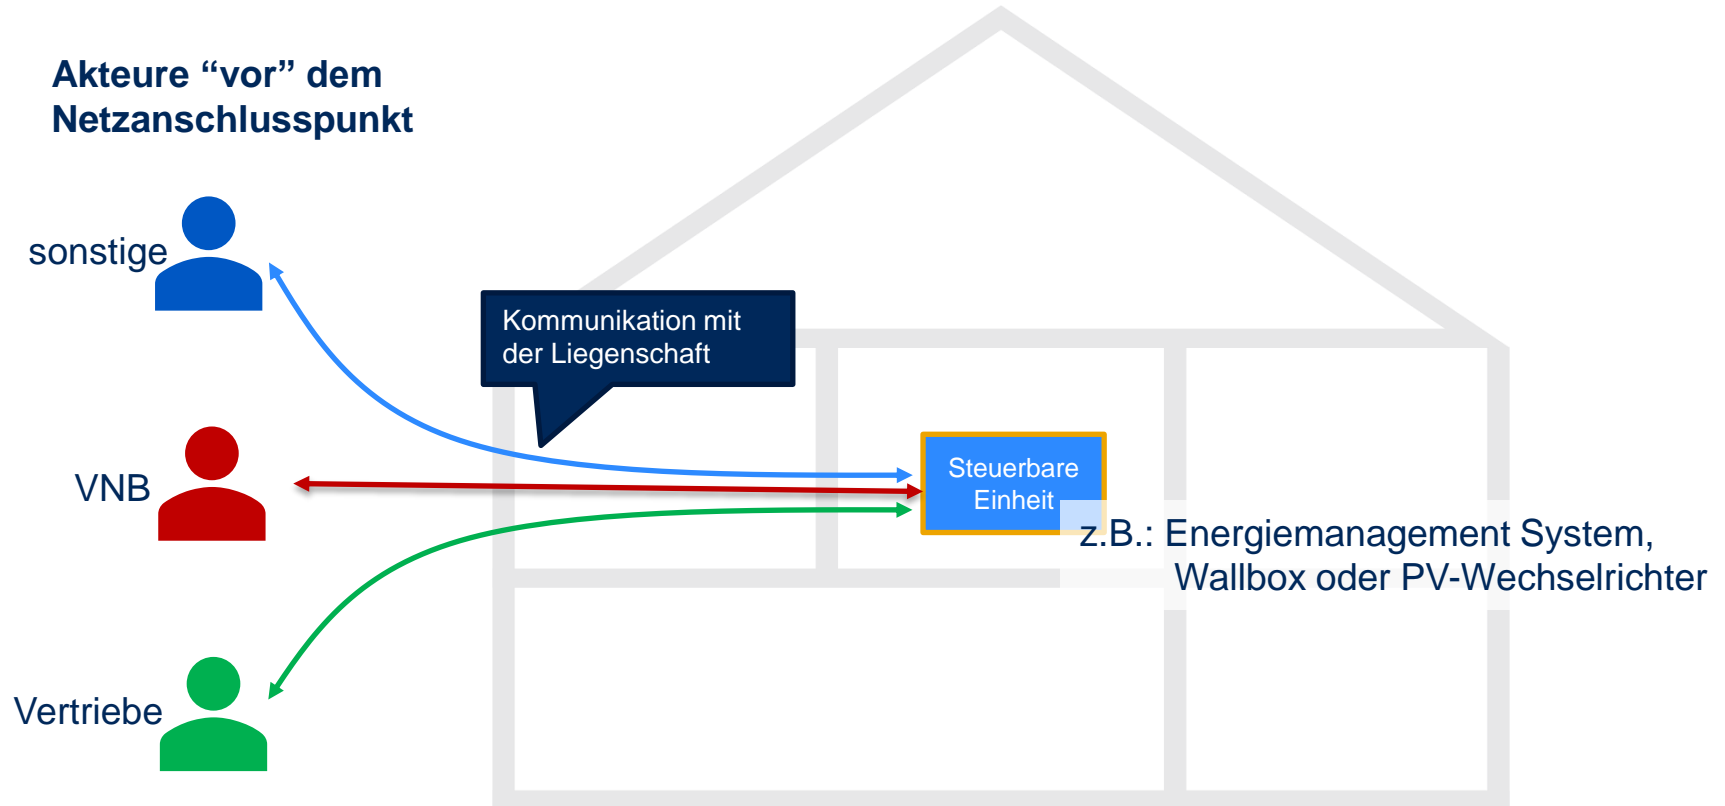 Akteure “vor” dem
Netzanschlusspunkt
sonstige
Kommunikation mit
der Liegenschaft
VNB
Steuerbare
Einheit
z.B.: Energiemanagement System,
Wallbox oder PV-Wechselrichter
Vertriebe